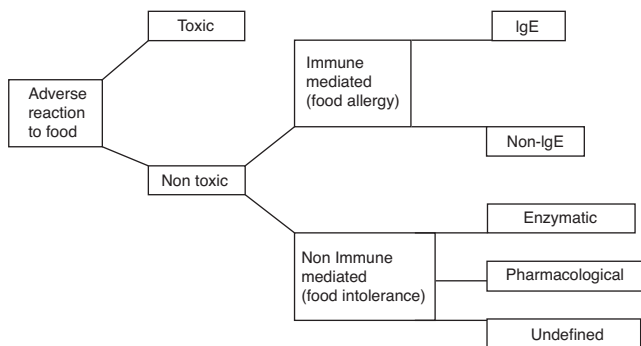 Toxic
IgE
Immune
mediated
(food allergy)
Adverse
reaction
to food
Non-IgE
Non toxic
Enzymatic
Non Immune
mediated
(food intolerance)
Pharmacological
Undefined